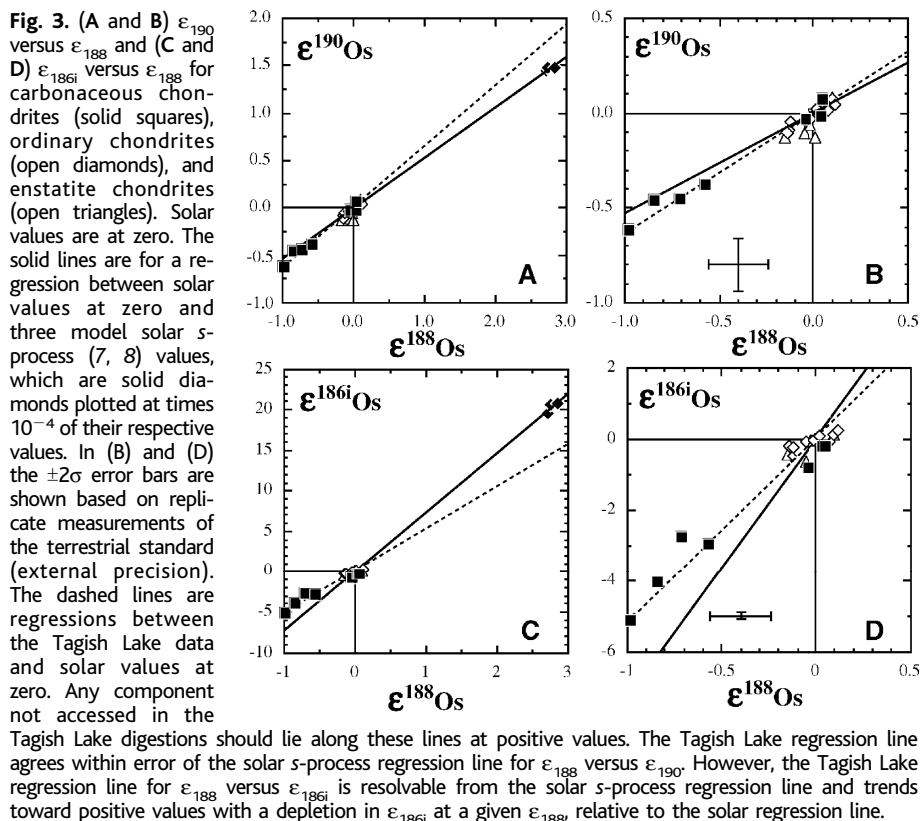 Fig. 3. (A and B) ε190
versus ε188 and (C and
D) ε186i versus ε188 for
carbonaceous chon-
drites (solid squares),
ordinary chondrites
(open diamonds), and
enstatite chondrites
(open triangles). Solar
values are at zero. The
solid lines are for a re-
gression between solar
values at zero and
three model solar s-
process (7, 8) values,
which are solid dia-
monds plotted at times
10⁻⁴ of their respective
values. In (B) and (D)
the ±2σ error bars are
shown based on repli-
cate measurements of
the terrestrial standard
(external precision).
The dashed lines are
regressions between
the Tagish Lake data
and solar values at
zero. Any component
not accessed in the
Tagish Lake digestions should lie along these lines at positive values. The Tagish Lake regression line
agrees within error of the solar s-process regression line for ε188 versus ε190. However, the Tagish Lake
regression line for ε188 versus ε186i is resolvable from the solar s-process regression line and trends
toward positive values with a depletion in ε186i at a given ε188, relative to the solar regression line.
ε¹⁹⁰Os
2.0
1.5
1.0
0.5
0.0
-0.5
-1.0
A
-1.0 0.0 1.0 2.0 3.0
ε¹⁸⁸Os
ε¹⁹⁰Os
0.5
0.0
-0.5
-1.0
B
-1.0 -0.5 0.0 0.5
ε¹⁸⁸Os
ε¹⁸⁶ⁱOs
25
20
15
10
5
0
-5
-10
C
-1 0 1 2 3
ε¹⁸⁸Os
ε¹⁸⁶ⁱOs
2
0
-2
-4
-6
D
-1 -0.5 0 0.5
ε¹⁸⁸Os